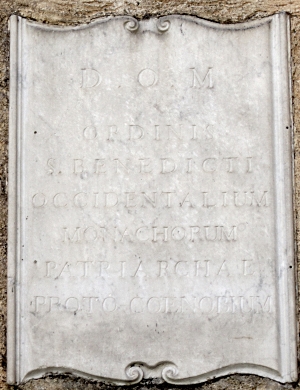 D. O. M
ORDINIS
S. BENEDICTI
OCCIDENTALIUM
MONACHORUM
PATRIARCHAE
PROTO-COENOBIUM